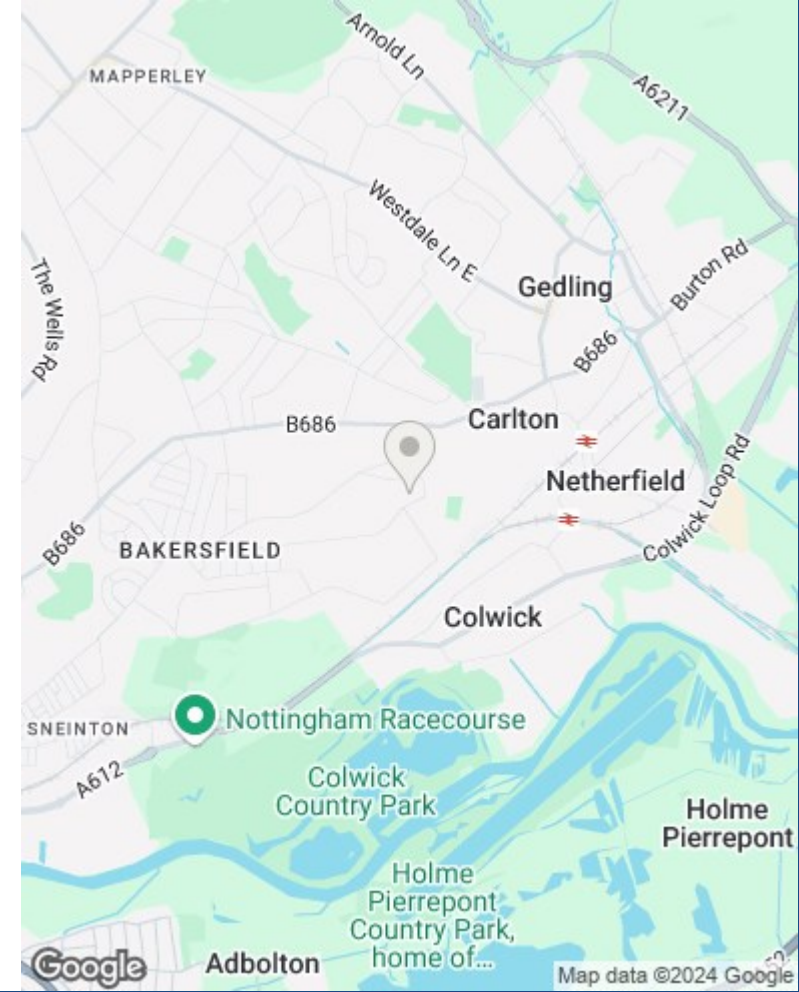 Arnold Ln
MAPPERLEY
A6211
Westdale Ln E
The Wells Rd
Burton Rd
Gedling
B686
B686
Carlton
Netherfield
Colwick Loop Rd
B686
BAKERSFIELD
Colwick
Nottingham Racecourse
SNEINTON
A612
Colwick
Country Park
Holme
Pierrepont
Holme
Pierrepont
Country Park,
home of...
Adbolton
52
Google
Map data ©2024 Google